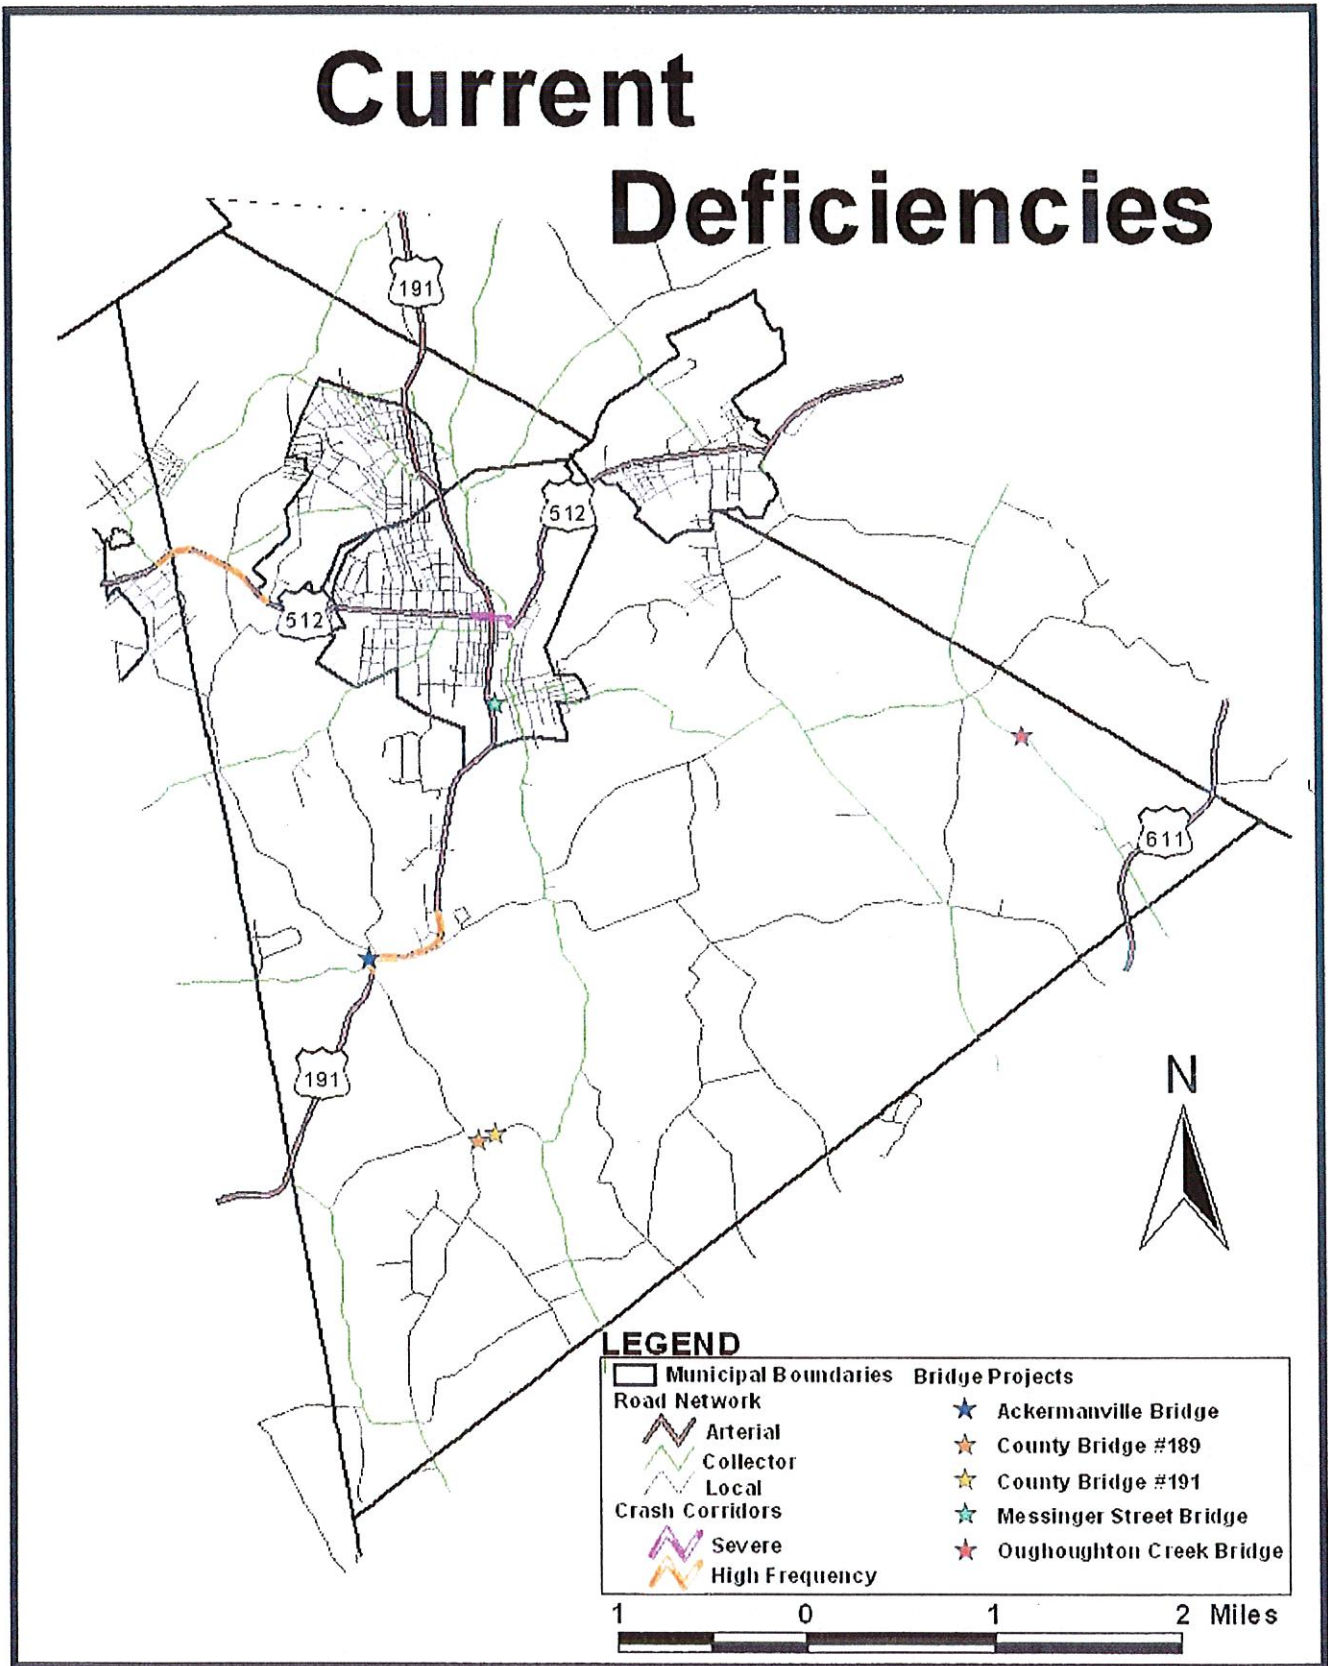 Current
Deficiencies
191
512
512
611
191
N
LEGEND
Municipal Boundaries
Road Network
Arterial
Collector
Local
Crash Corridors
Severe
High Frequency
Bridge Projects
Ackermanville Bridge
County Bridge #189
County Bridge #191
Messinger Street Bridge
Oughoughton Creek Bridge
1 0 1 2 Miles